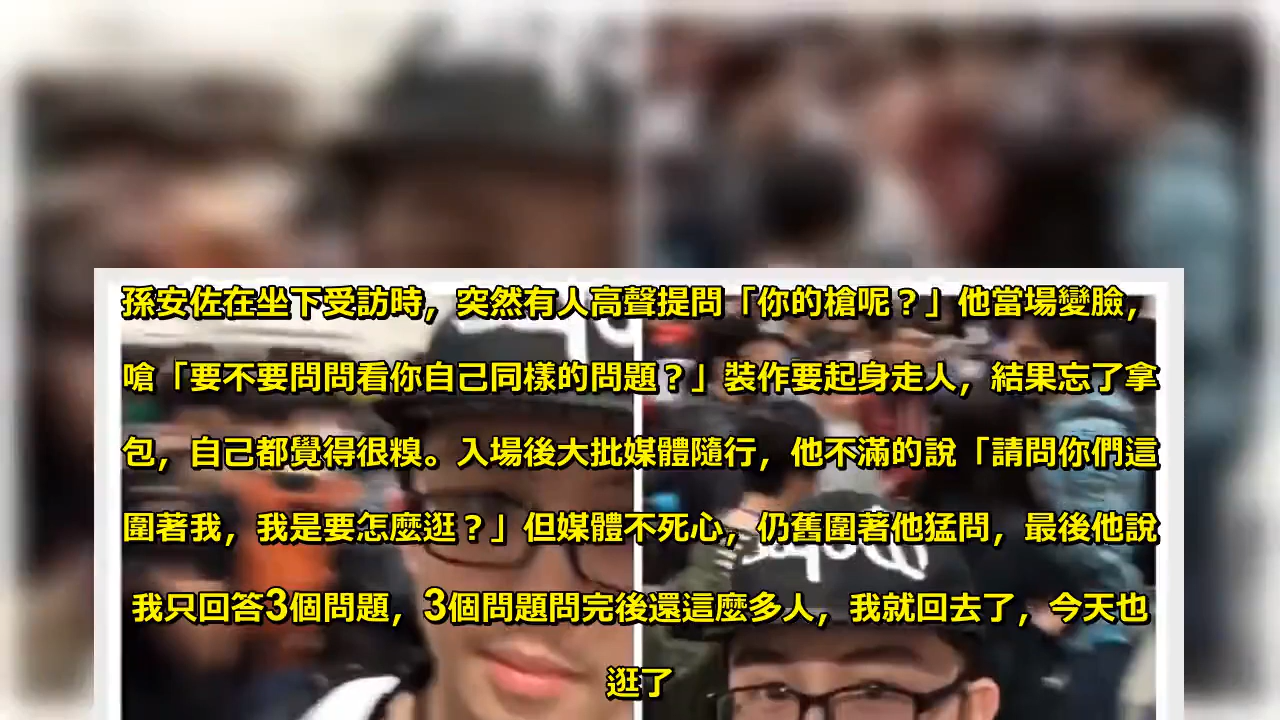 孫安佐在坐下受訪時，突然有人高聲提問「你的槍呢？」他當場變臉，
嗆「要不要問問看你自己同樣的問題？」裝作要起身走人，結果忘了拿
包，自己都覺得很糗。入場後大批媒體隨行，他不滿的說「請問你們這
圍著我，我是要怎麼逛？」但媒體不死心，仍舊圍著他猛問，最後他說
我只回答3個問題，3個問題問完後還這麼多人，我就回去了，今天也
逛了